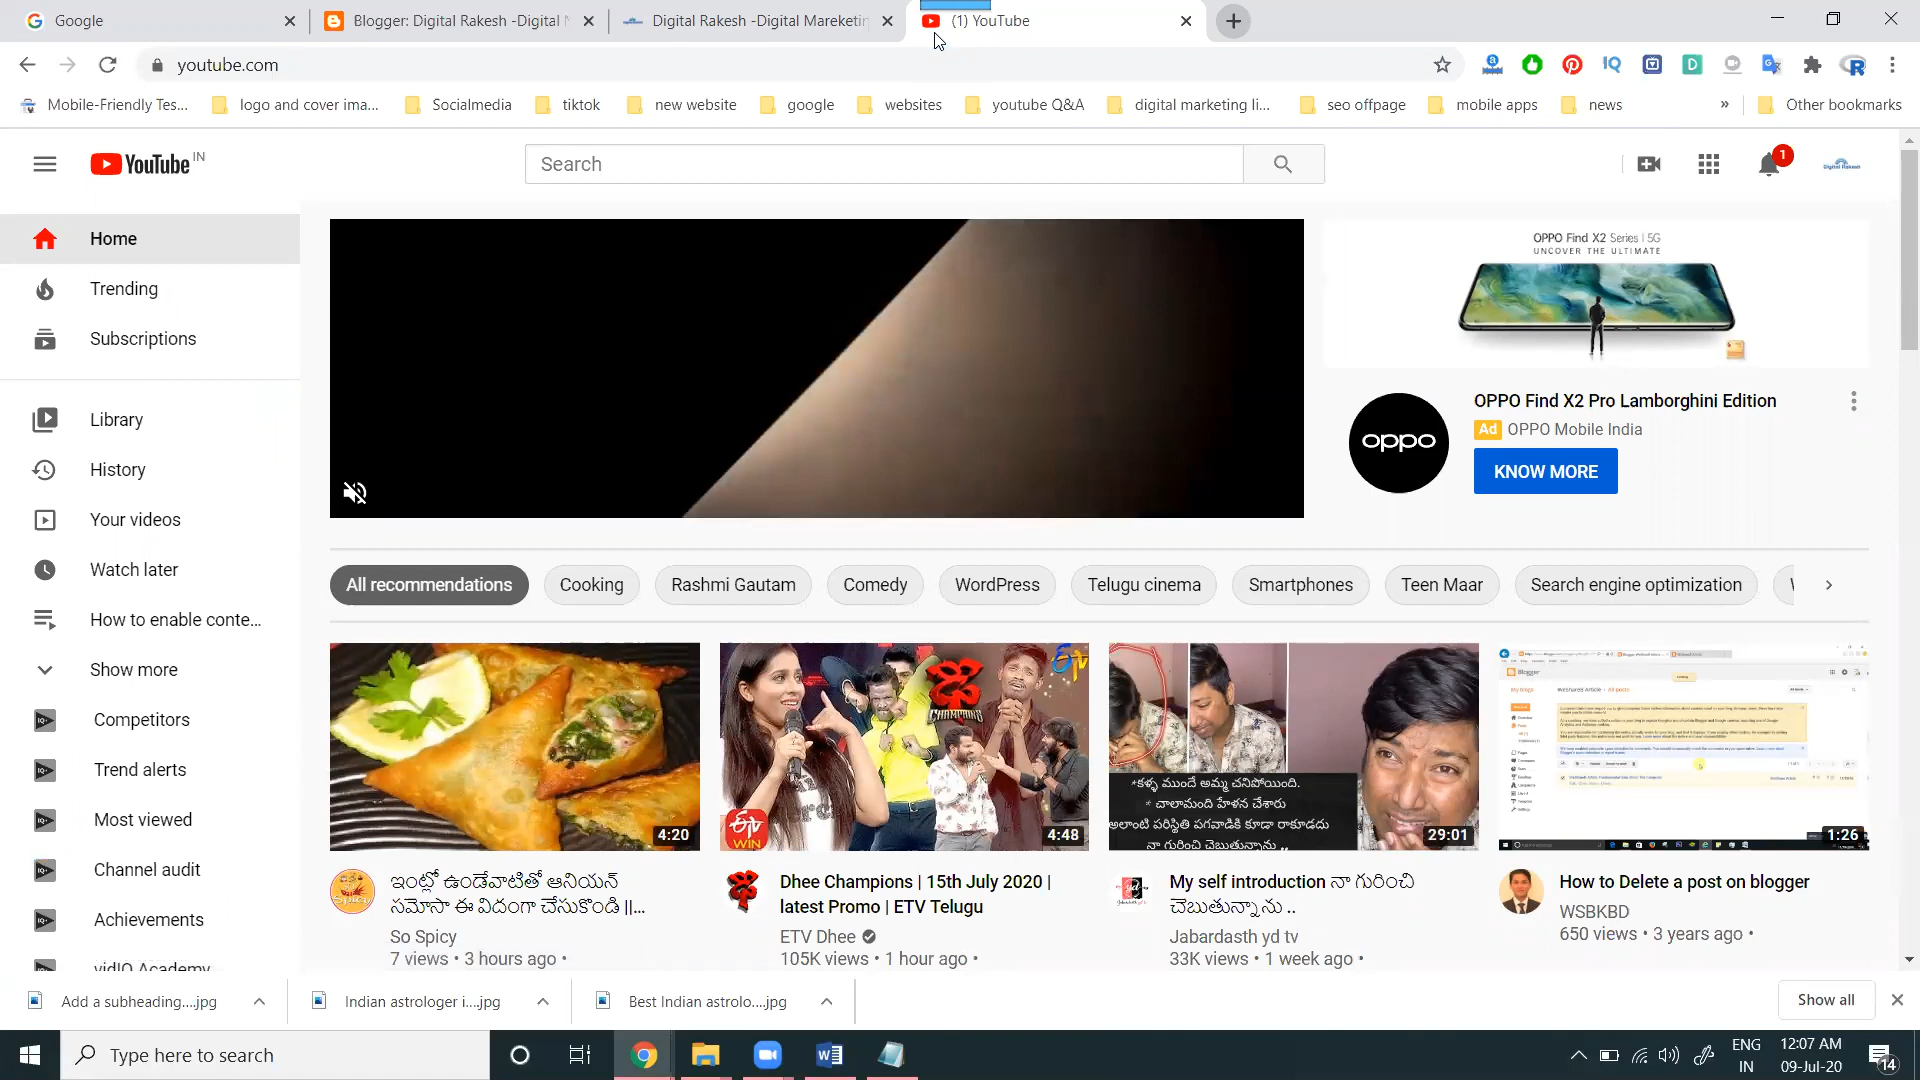 Google
Blogger: Digital Rakesh -Digital
Digital Rakesh -Digital Mareketin
(1) YouTube
youtube.com
Mobile-Friendly Tes...
logo and cover ima...
Socialmedia
tiktok
new website
google
websites
youtube Q&A
digital marketing li...
seo offpage
mobile apps
news
»
Other bookmarks
YouTube IN
Search
1
Digital Rakesh
Home
Trending
Subscriptions
Library
History
Your videos
Watch later
How to enable conte...
Show more
Competitors
Trend alerts
Most viewed
Channel audit
Achievements
vidIQ Academy
OPPO Find X2 Series | 5G
UNCOVER THE ULTIMATE
oppo
OPPO Find X2 Pro Lamborghini Edition
Ad OPPO Mobile India
KNOW MORE
All recommendations
Cooking
Rashmi Gautam
Comedy
WordPress
Telugu cinema
Smartphones
Teen Maar
Search engine optimization
4:20
CHAMPIONS
WIN
4:48
*కళ్ళ ముందే అమ్మ చనిపోయింది.
* చాలామంది హేళన చేశారు
అలాంటి పరిస్థితి పగవాడికి కూడా రాకూడదు
నా గురించి చెబుతున్నాను ..
29:01
1:26
ఇంట్లో ఉండేవాటితో ఆనియన్
సమోసా ఈ విదంగా చేసుకొండి ||...
So Spicy
7 views • 3 hours ago •
Dhee Champions | 15th July 2020 |
latest Promo | ETV Telugu
ETV Dhee
105K views • 1 hour ago •
My self introduction నా గురించి
చెబుతున్నాను ..
Jabardasth yd tv
33K views • 1 week ago •
How to Delete a post on blogger
WSBKBD
650 views • 3 years ago •
Add a subheading....jpg
Indian astrologer i....jpg
Best Indian astrolo....jpg
Show all
Type here to search
ENG
IN
12:07 AM
09-Jul-20
14